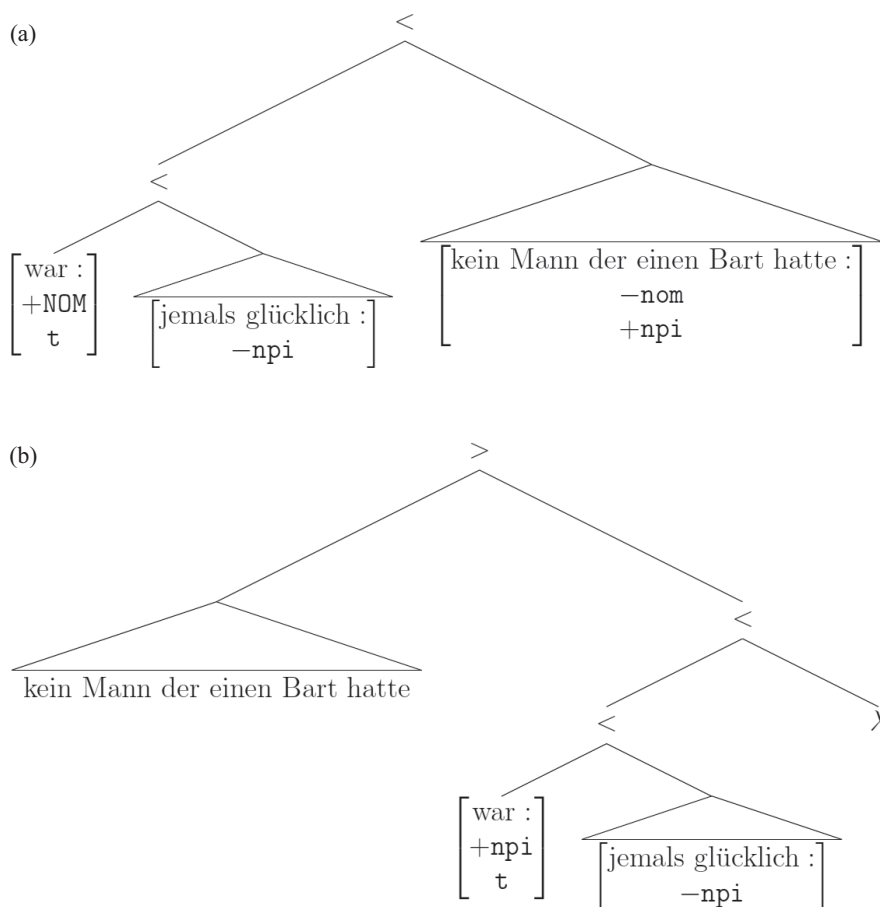 (a)
<
<
war :
+NOM
t
jemals glücklich :
−npi
kein Mann der einen Bart hatte :
−nom
+npi
(b)
>
kein Mann der einen Bart hatte
<
<
war :
+npi
t
jemals glücklich :
−npi